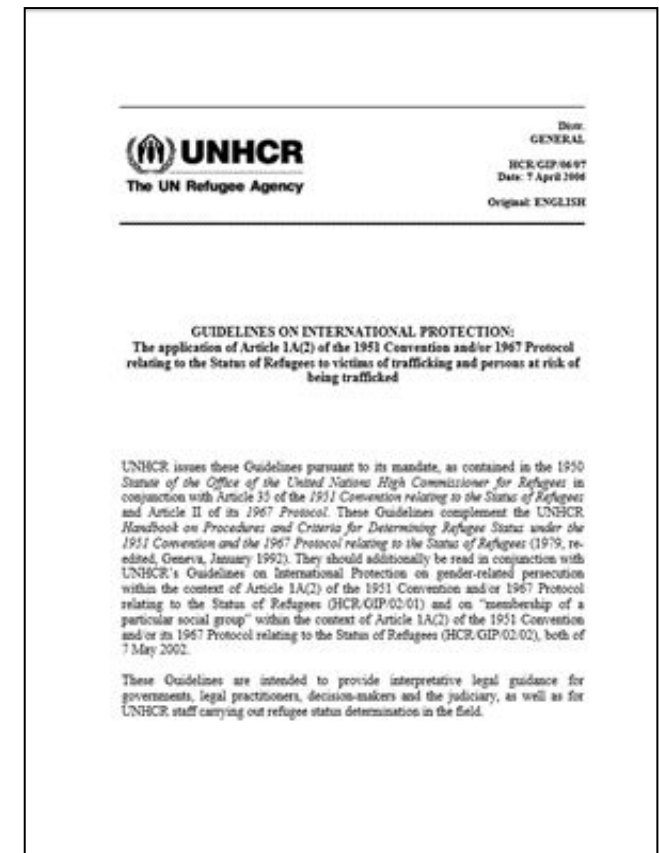 UNHCR
The UN Refugee Agency
Distr.
GENERAL
HCR/GIP/06/07
Date: 7 April 2006
Original: ENGLISH
GUIDELINES ON INTERNATIONAL PROTECTION:
The application of Article 1A(2) of the 1951 Convention and/or 1967 Protocol
relating to the Status of Refugees to victims of trafficking and persons at risk of
being trafficked
UNHCR issues these Guidelines pursuant to its mandate, as contained in the 1950
Statute of the Office of the United Nations High Commissioner for Refugees in
conjunction with Article 35 of the 1951 Convention relating to the Status of Refugees
and Article II of its 1967 Protocol. These Guidelines complement the UNHCR
Handbook on Procedures and Criteria for Determining Refugee Status under the
1951 Convention and the 1967 Protocol relating to the Status of Refugees (1979, re-
edited, Geneva, January 1992). They should additionally be read in conjunction with
UNHCR's Guidelines on International Protection on gender-related persecution
within the context of Article 1A(2) of the 1951 Convention and/or 1967 Protocol
relating to the Status of Refugees (HCR/GIP/02/01) and on "membership of a
particular social group" within the context of Article 1A(2) of the 1951 Convention
and/or its 1967 Protocol relating to the Status of Refugees (HCR/GIP/02/02), both of
7 May 2002.
These Guidelines are intended to provide interpretative legal guidance for
governments, legal practitioners, decision-makers and the judiciary, as well as for
UNHCR staff carrying out refugee status determination in the field.